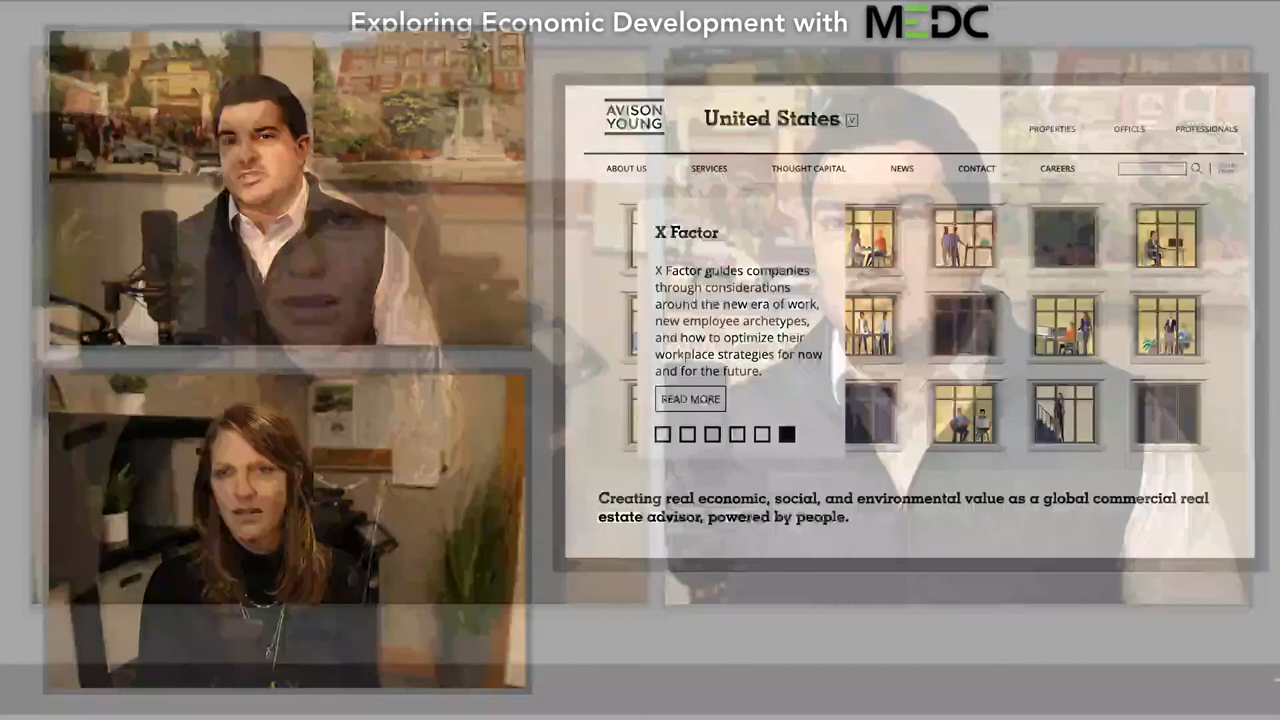 Exploring Economic Development with MEDC
AVISON
YOUNG
United States
PROPERTIES OFFICES PROFESSIONALS
ABOUT US SERVICES THOUGHT CAPITAL NEWS CONTACT CAREERS
X Factor
X Factor guides companies
through considerations
around the new era of work,
new employee archetypes,
and how to optimize their
workplace strategies for now
and for the future.
READ MORE
Creating real economic, social, and environmental value as a global commercial real
estate advisor, powered by people.